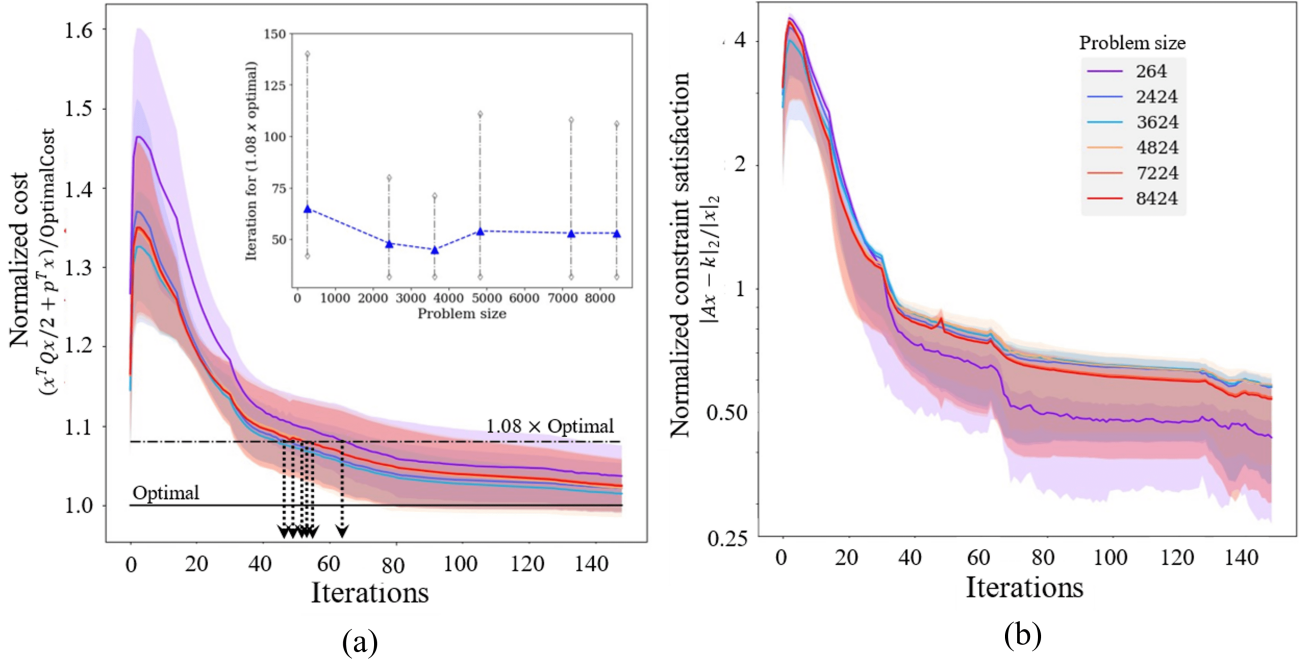 1.6
1.5
1.4
1.3
1.2
1.1
1.0
Normalized cost
(xᵀQx/2 + pᵀx)/OptimalCost
150
125
100
75
50
Iteration for (1.08 x optimal)
0 1000 2000 3000 4000 5000 6000 7000 8000
Problem size
1.08 × Optimal
Optimal
0 20 40 60 80 100 120 140
Iterations
(a)
4
2
1
0.50
0.25
Normalized constraint satisfaction
|Ax − k|₂/|x|₂
Problem size
264
2424
3624
4824
7224
8424
0 20 40 60 80 100 120 140
Iterations
(b)